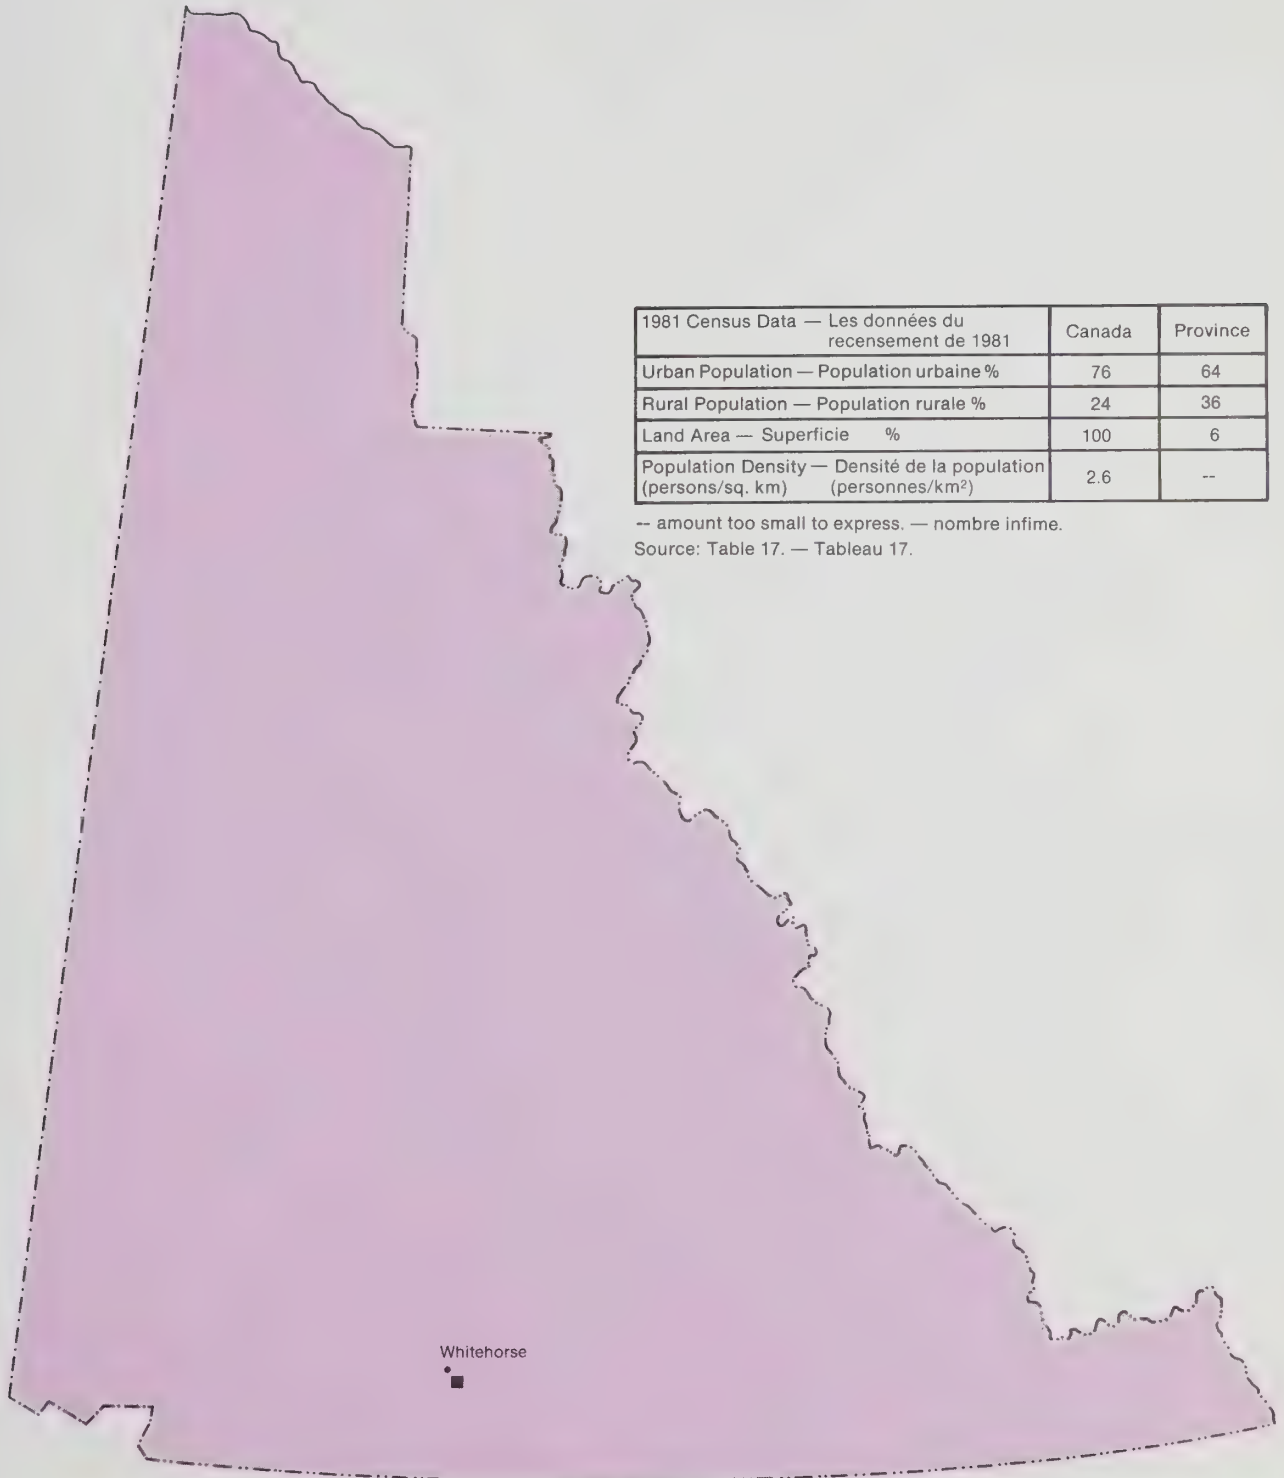 1981 Census Data — Les données du
recensement de 1981
Canada
Province
Urban Population — Population urbaine %
76
64
Rural Population — Population rurale %
24
36
Land Area — Superficie %
100
6
Population Density — Densité de la population
(persons/sq. km) (personnes/km²)
2.6
--
-- amount too small to express. — nombre infime.
Source: Table 17. — Tableau 17.
Whitehorse